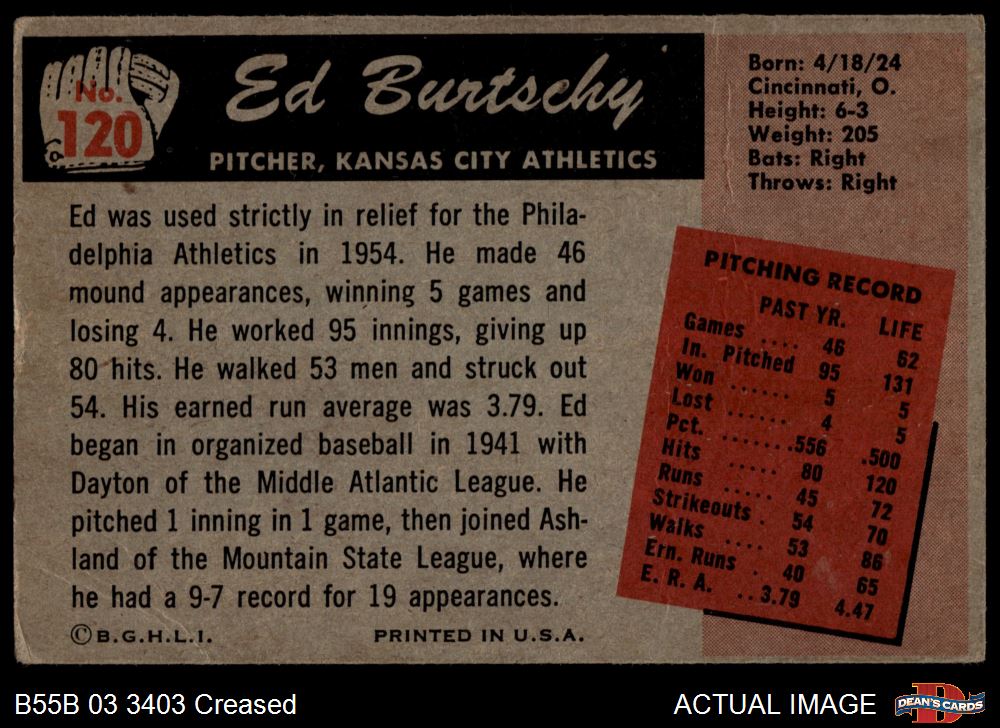 No.
120
Ed Burtschy
PITCHER, KANSAS CITY ATHLETICS
Born: 4/18/24
Cincinnati, O.
Height: 6-3
Weight: 205
Bats: Right
Throws: Right
Ed was used strictly in relief for the Phila-
delphia Athletics in 1954. He made 46
mound appearances, winning 5 games and
losing 4. He worked 95 innings, giving up
80 hits. He walked 53 men and struck out
54. His earned run average was 3.79. Ed
began in organized baseball in 1941 with
Dayton of the Middle Atlantic League. He
pitched 1 inning in 1 game, then joined Ash-
land of the Mountain State League, where
he had a 9-7 record for 19 appearances.
©B.G.H.L.I. PRINTED IN U.S.A.
PITCHING RECORD
PAST YR. LIFE
Games .... 46 62
In. Pitched 95 131
Won ...... 5 5
Lost ...... 4 5
Pct. .......556 .500
Hits ..... 80 120
Runs ..... 45 72
Strikeouts . 54 70
Walks .... 53 86
Ern. Runs . 40 65
E. R. A. ..3.79 4.47
B55B 03 3403 Creased
ACTUAL IMAGE
D
DEAN'S CARDS